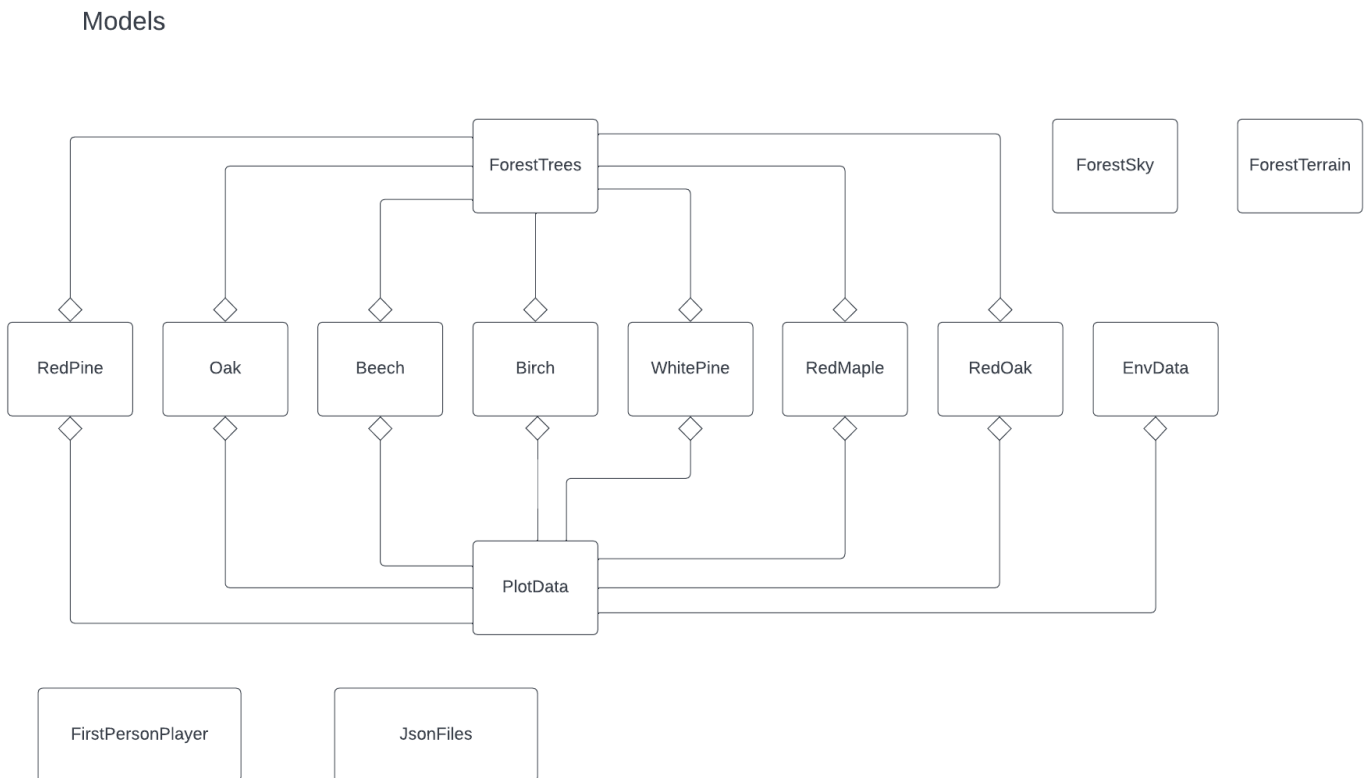 Models
ForestTrees
ForestSky
ForestTerrain
RedPine
Oak
Beech
Birch
WhitePine
RedMaple
RedOak
EnvData
PlotData
FirstPersonPlayer
JsonFiles